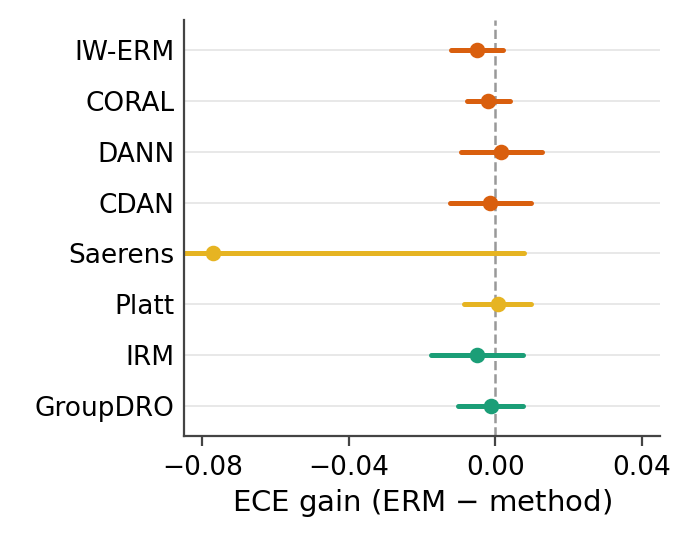 IW-ERM
CORAL
DANN
CDAN
Saerens
Platt
IRM
GroupDRO
−0.08 −0.04 0.00 0.04
ECE gain (ERM − method)